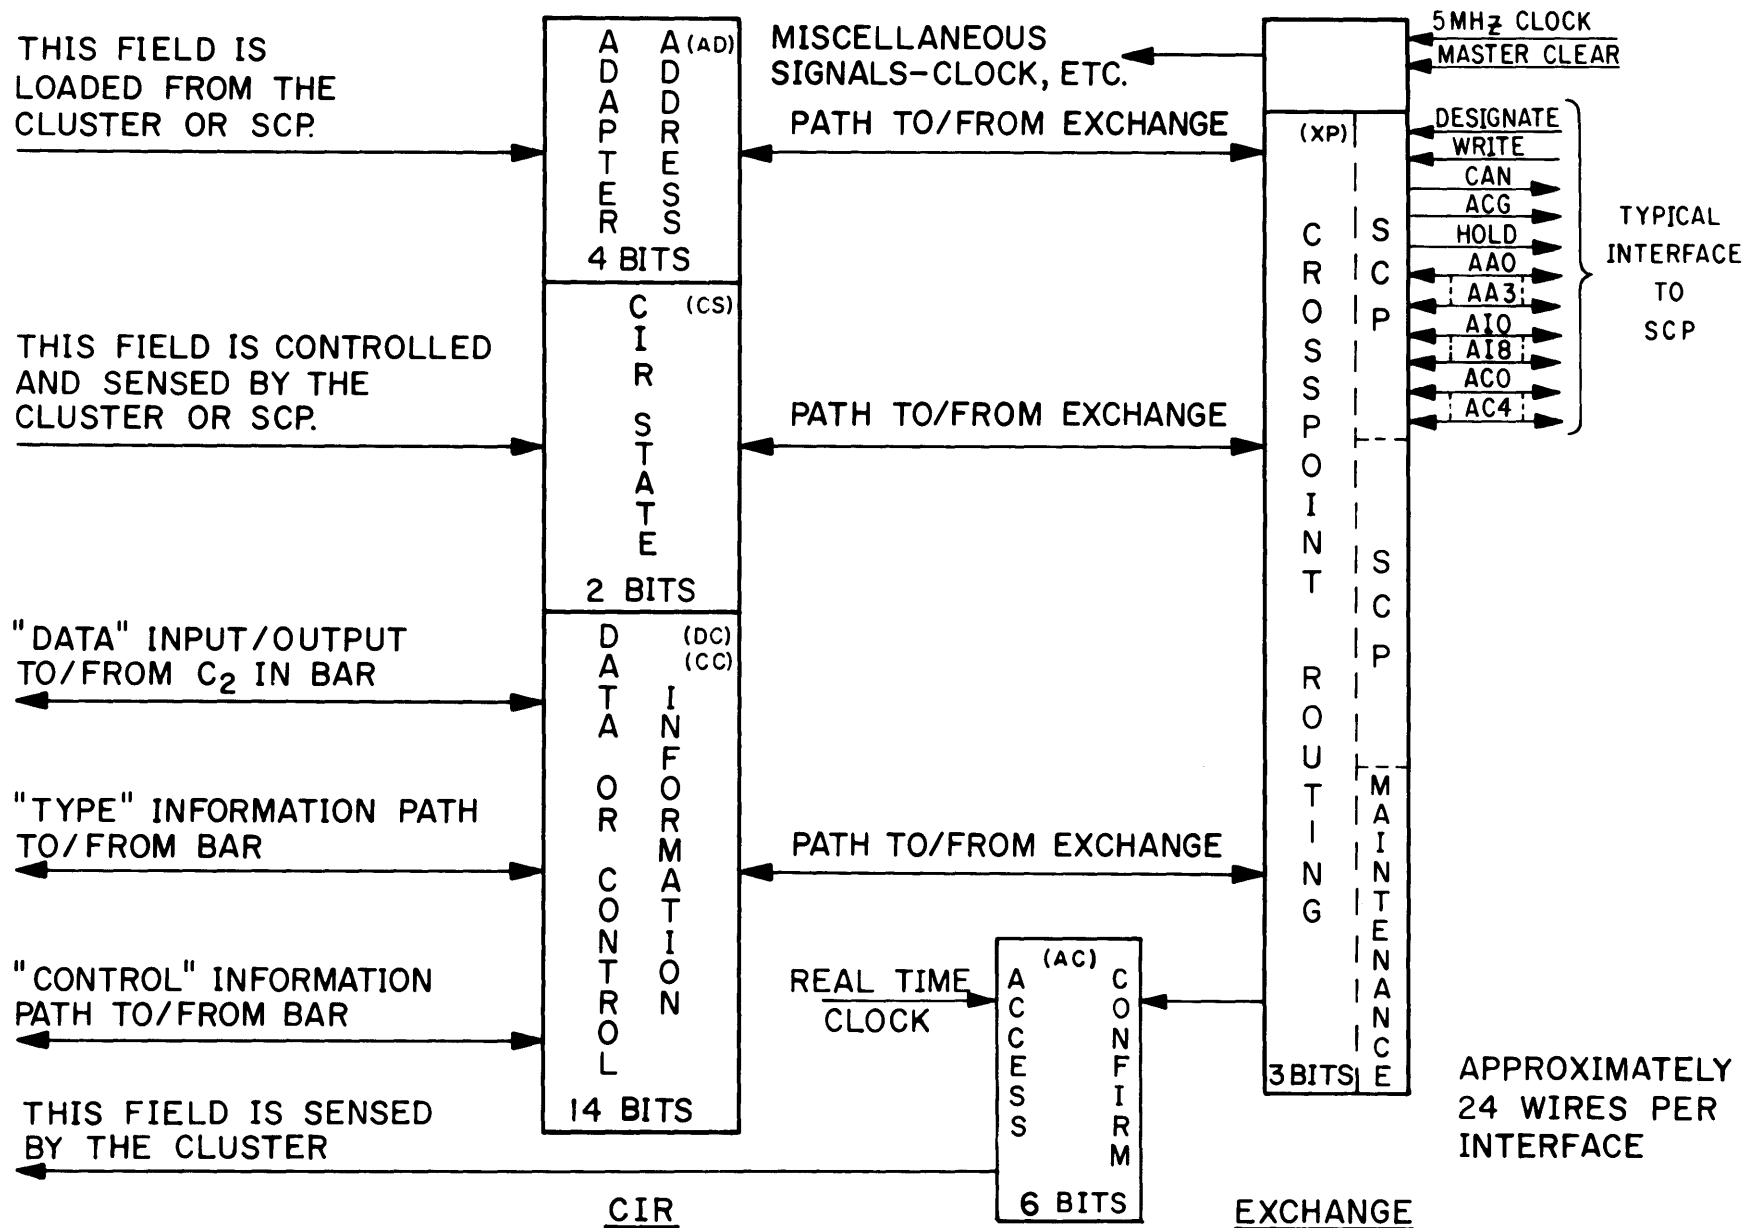 THIS FIELD IS
LOADED FROM THE
CLUSTER OR SCP.
ADAPTER
ADDRESS
(AD)
4 BITS
MISCELLANEOUS
SIGNALS-CLOCK, ETC.
PATH TO/FROM EXCHANGE
5MHz CLOCK
MASTER CLEAR
(XP)
DESIGNATE
WRITE
CAN
ACG
HOLD
AA0
AA3
AI0
AI8
AC0
AC4
TYPICAL
INTERFACE
TO
SCP
CROSSPOINT ROUTING
SCP
SCP
MAINTENANCE
3 BITS
THIS FIELD IS CONTROLLED
AND SENSED BY THE
CLUSTER OR SCP.
CIR STATE
(CS)
2 BITS
PATH TO/FROM EXCHANGE
"DATA" INPUT/OUTPUT
TO/FROM C2 IN BAR
"TYPE" INFORMATION PATH
TO/FROM BAR
"CONTROL" INFORMATION
PATH TO/FROM BAR
DATA OR CONTROL
INFORMATION
(DC)
(CC)
14 BITS
PATH TO/FROM EXCHANGE
REAL TIME
CLOCK
(AC)
ACCESS
CONFIRM
6 BITS
THIS FIELD IS SENSED
BY THE CLUSTER
APPROXIMATELY
24 WIRES PER
INTERFACE
CIR
EXCHANGE